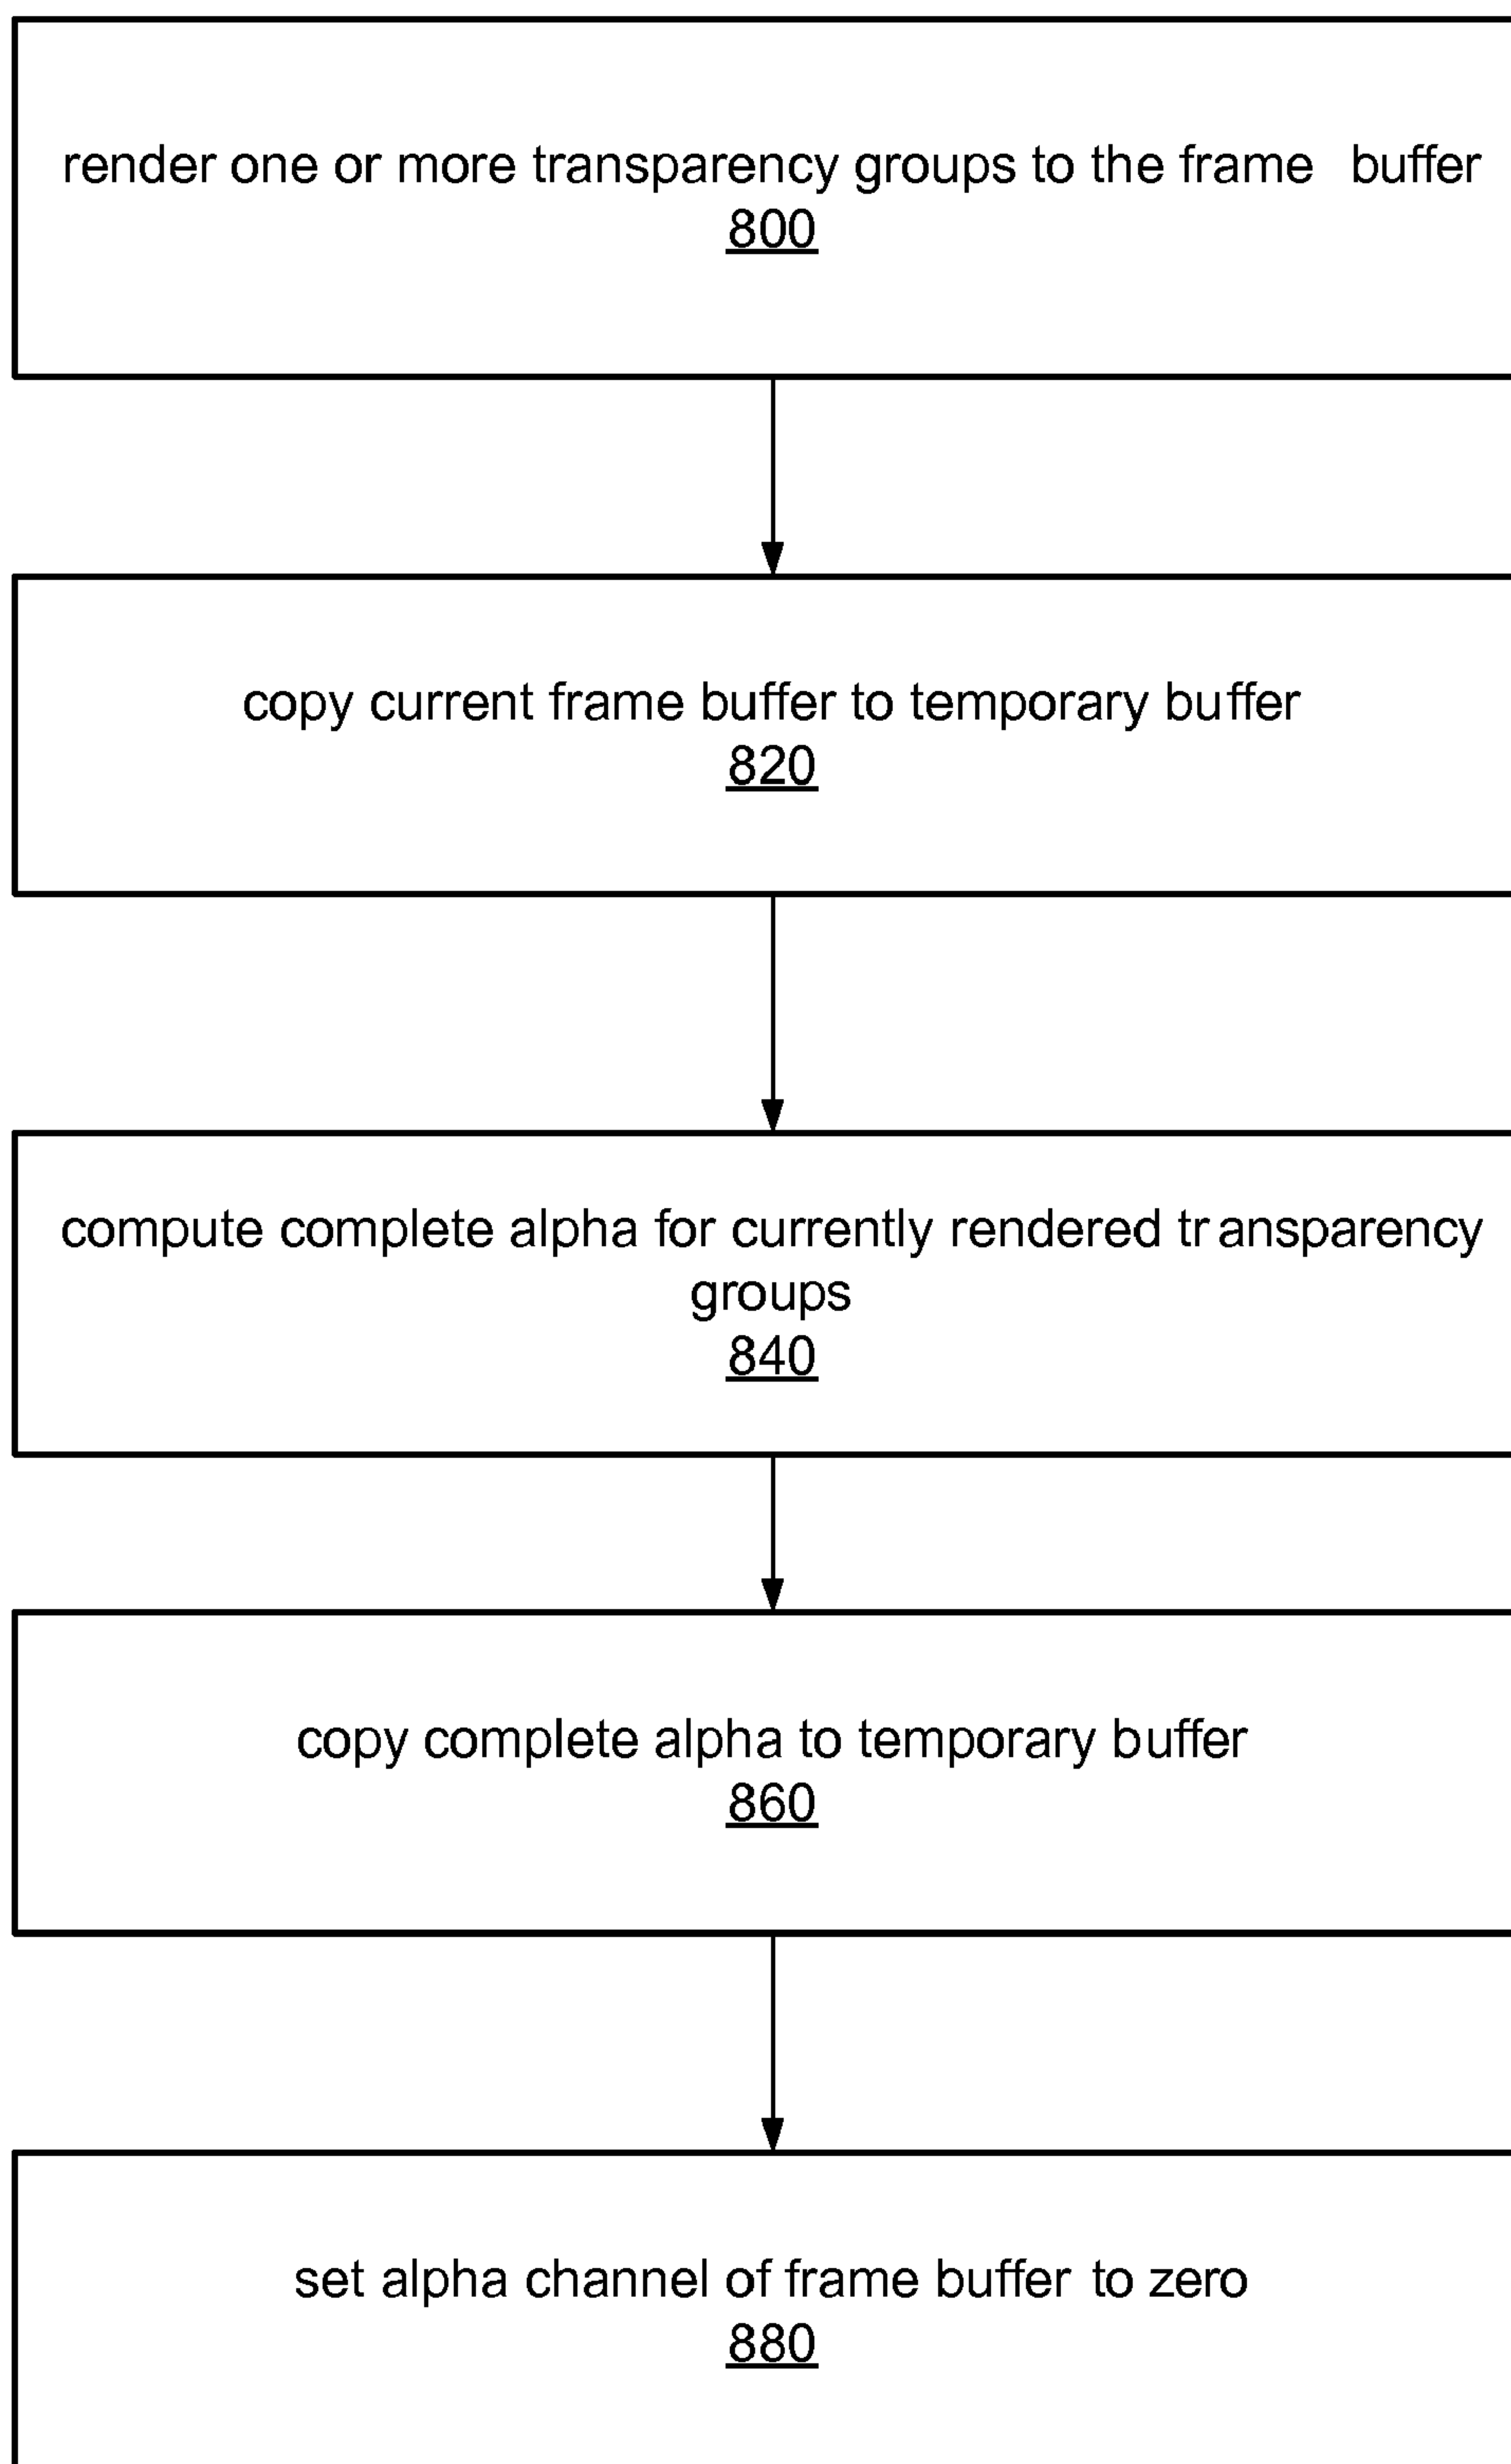 render one or more transparency groups to the frame buffer
800
copy current frame buffer to temporary buffer
820
compute complete alpha for currently rendered transparency
groups
840
copy complete alpha to temporary buffer
860
set alpha channel of frame buffer to zero
880